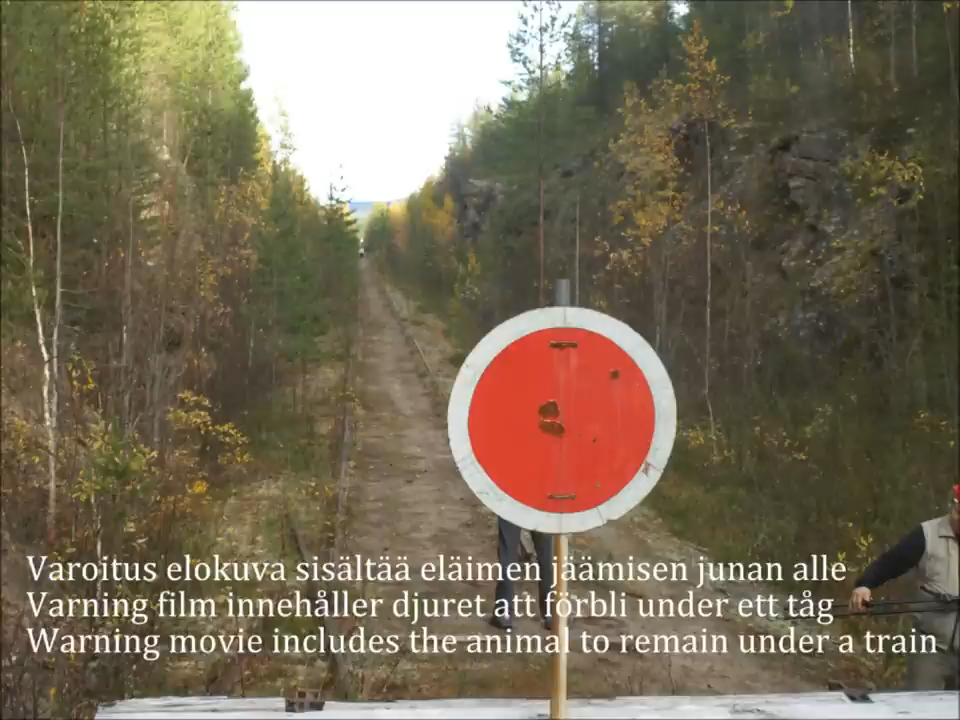 Varoitus elokuva sisältää eläimen jäämisen junan alle
Varning film innehåller djuret att förbli under ett tåg
Warning movie includes the animal to remain under a train